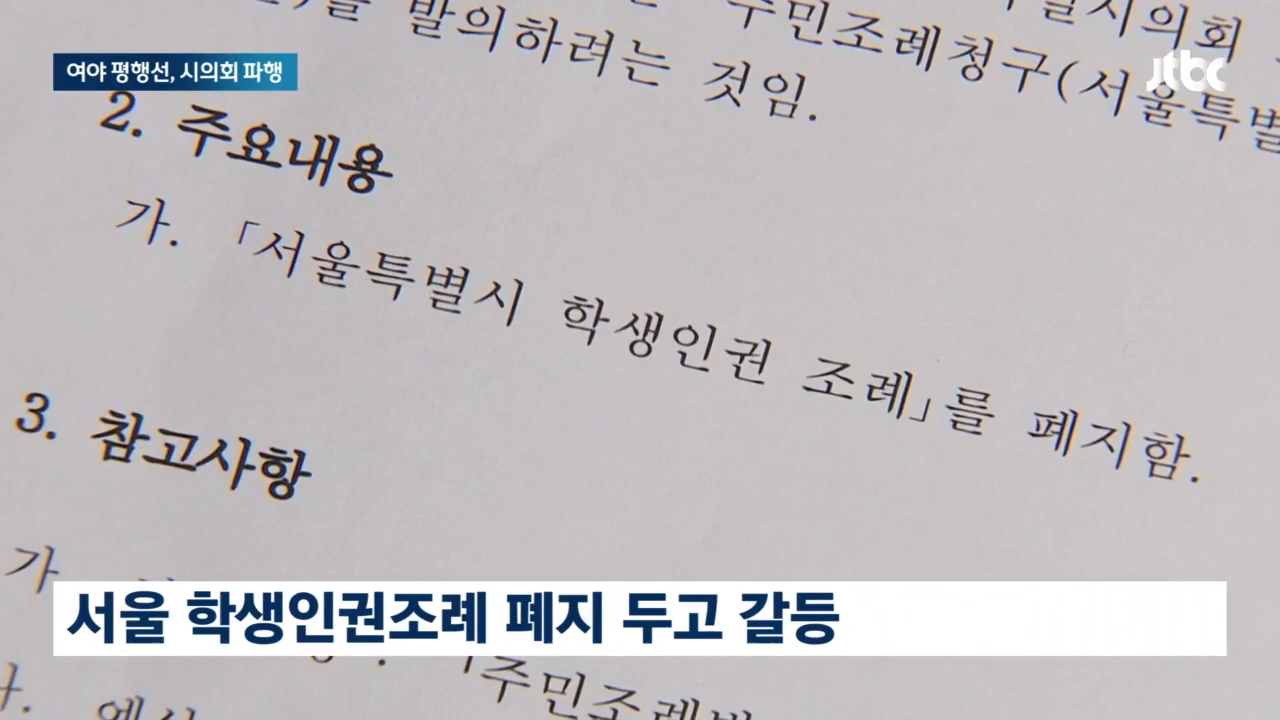 여야 평행선, 시의회 파행
jtbc
주민조례청구(서울특별
발의하려는 것임.
2. 주요내용
가. 「서울특별시 학생인권 조례」를 폐지함.
3. 참고사항
가
서울 학생인권조례 폐지 두고 갈등